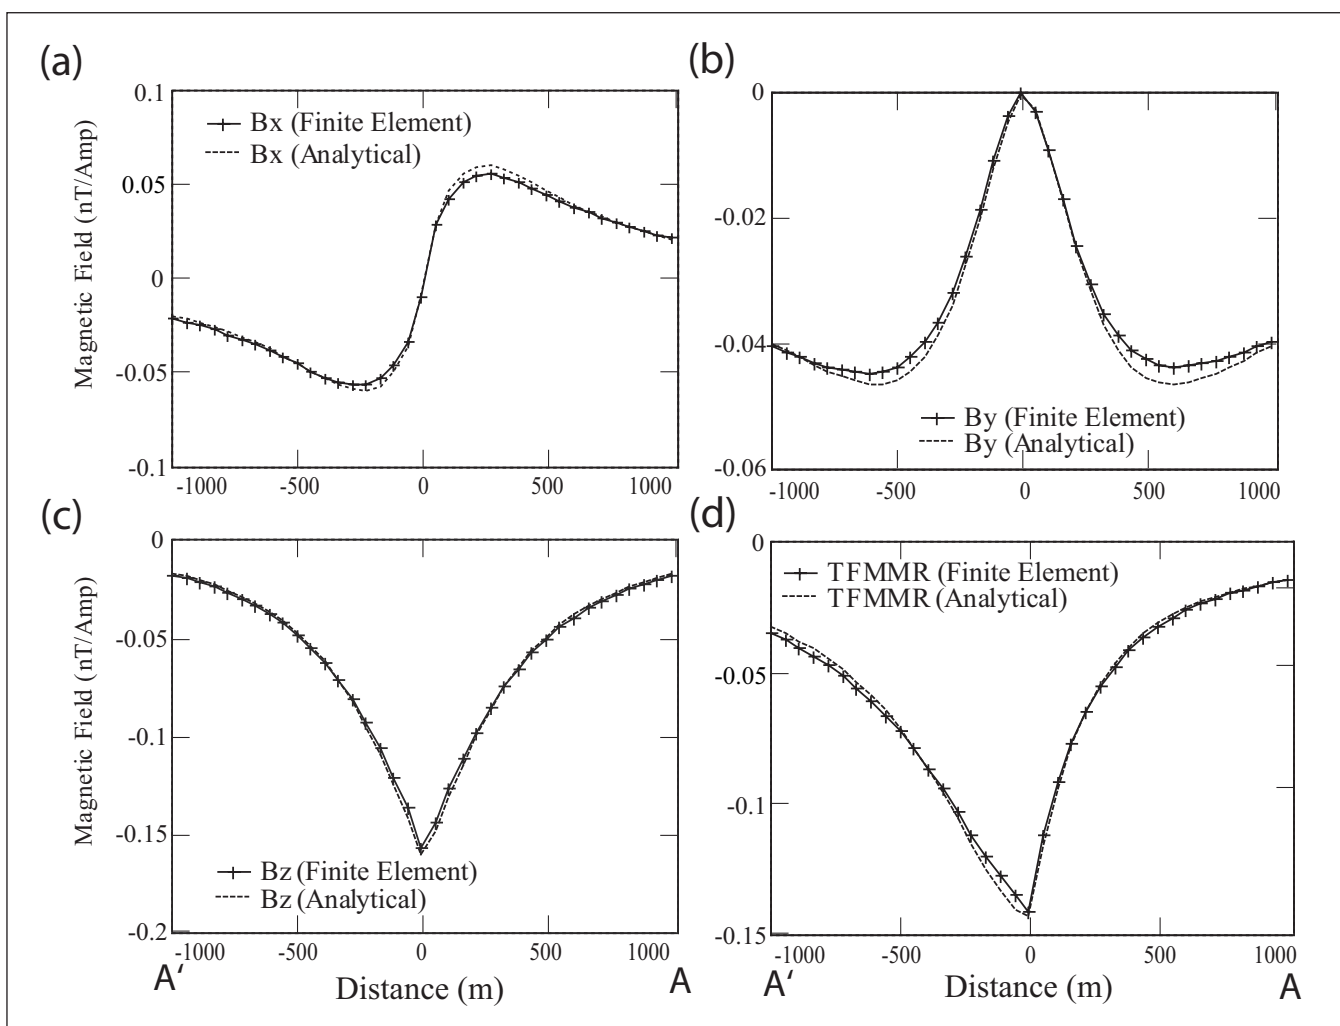 (a)
0.1
0.05
0
-0.05
-0.1
Magnetic Field (nT/Amp)
Bx (Finite Element)
Bx (Analytical)
-1000 -500 0 500 1000
(b)
0
-0.02
-0.04
-0.06
By (Finite Element)
By (Analytical)
-1000 -500 0 500 1000
(c)
0
-0.05
-0.1
-0.15
-0.2
Magnetic Field (nT/Amp)
Bz (Finite Element)
Bz (Analytical)
-1000 -500 0 500 1000
A' Distance (m) A
(d)
0
-0.05
-0.1
-0.15
TFMMR (Finite Element)
TFMMR (Analytical)
-1000 -500 0 500 1000
A' Distance (m) A